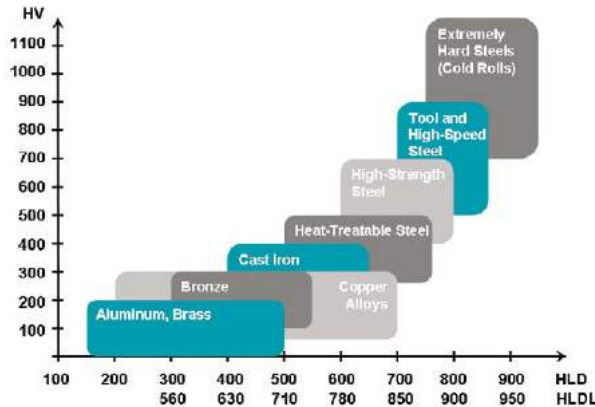 HV
1100
1000
900
800
700
600
500
400
300
200
100
Extremely
Hard Steels
(Cold Rolls)
Tool and
High-Speed
Steel
High-Strength
Steel
Heat-Treatable Steel
Cast Iron
Bronze
Copper
Alloys
Aluminum, Brass
100 200 300 400 500 600 700 800 900 HLD
560 630 710 780 850 900 950 HLDL